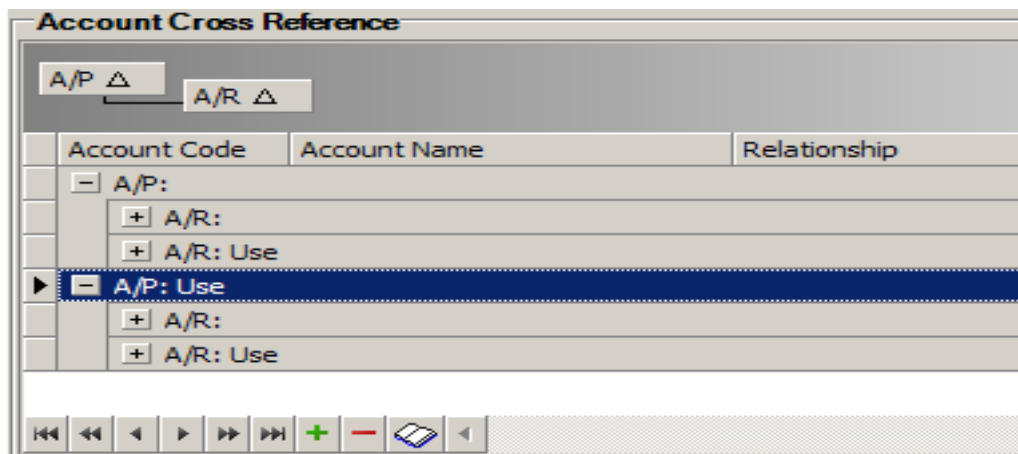 Account Cross Reference
A/P
A/R
Account Code Account Name Relationship
A/P:
A/R:
A/R: Use
A/P: Use
A/R:
A/R: Use